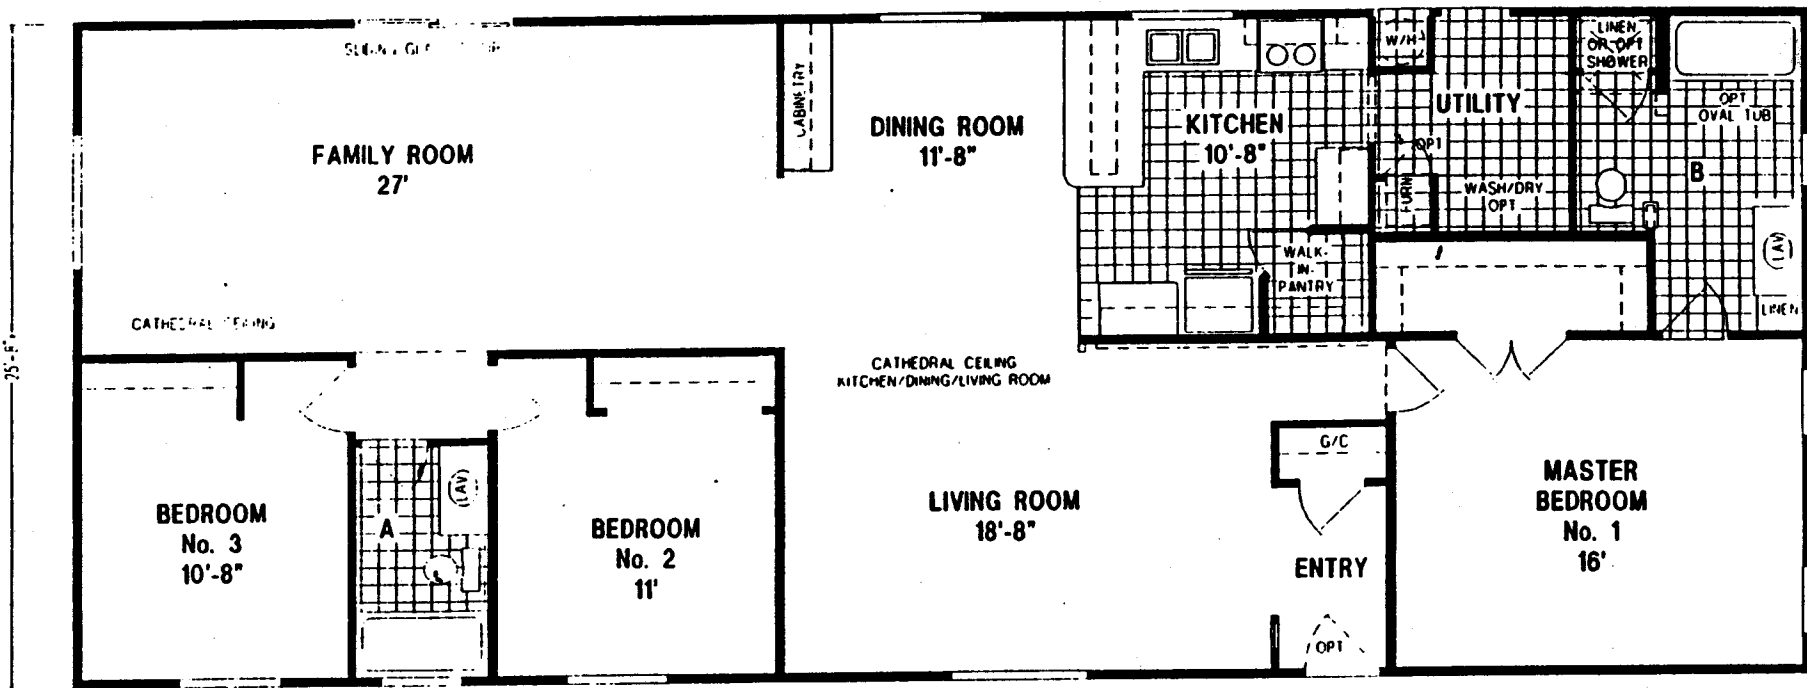 FAMILY ROOM
27'
CABINETRY
DINING ROOM
11'-8"
KITCHEN
10'-8"
W/H
UTILITY
OPT
FURN
WASH/DRY
OPT
LINEN
OR OPT
SHOWER
OPT
OVAL TUB
B
LAV
LINEN
WALK-
IN-
PANTRY
25'-8"
CATHEDRAL CEILING
CATHEDRAL CEILING
KITCHEN/DINING/LIVING ROOM
BEDROOM
No. 3
10'-8"
A
LAV
BEDROOM
No. 2
11'
LIVING ROOM
18'-8"
G/C
ENTRY
OPT
MASTER
BEDROOM
No. 1
16'